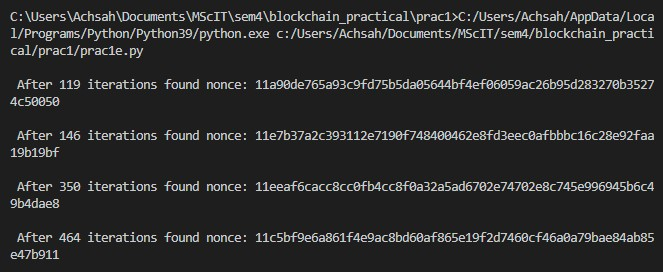 C:\Users\Achsah\Documents\MScIT\sem4\blockchain_practical\prac1>C:/Users/Achsah/AppData/Loca
l/Programs/Python/Python39/python.exe c:/Users/Achsah/Documents/MScIT/sem4/blockchain_practi
cal/prac1/prac1e.py
After 119 iterations found nonce: 11a90de765a93c9fd75b5da05644bf4ef06059ac26b95d283270b3527
4c50050
After 146 iterations found nonce: 11e7b37a2c393112e7190f748400462e8fd3eec0afbbbc16c28e92faa
19b19bf
After 350 iterations found nonce: 11eeaf6cacc8cc0fb4cc8f0a32a5ad6702e74702e8c745e996945b6c4
9b4dae8
After 464 iterations found nonce: 11c5bf9e6a861f4e9ac8bd60af865e19f2d7460cf46a0a79bae84ab85
e47b911